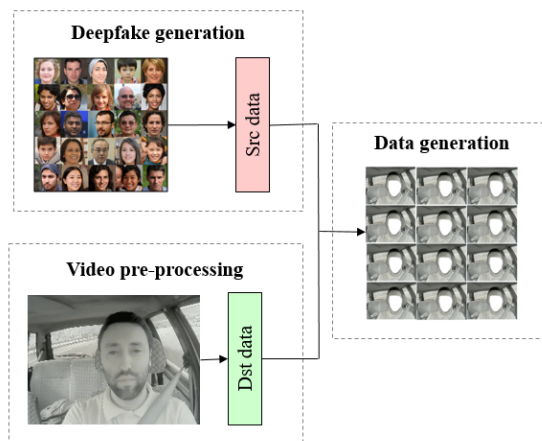 Deepfake generation
Src data
Data generation
Video pre-processing
Dst data